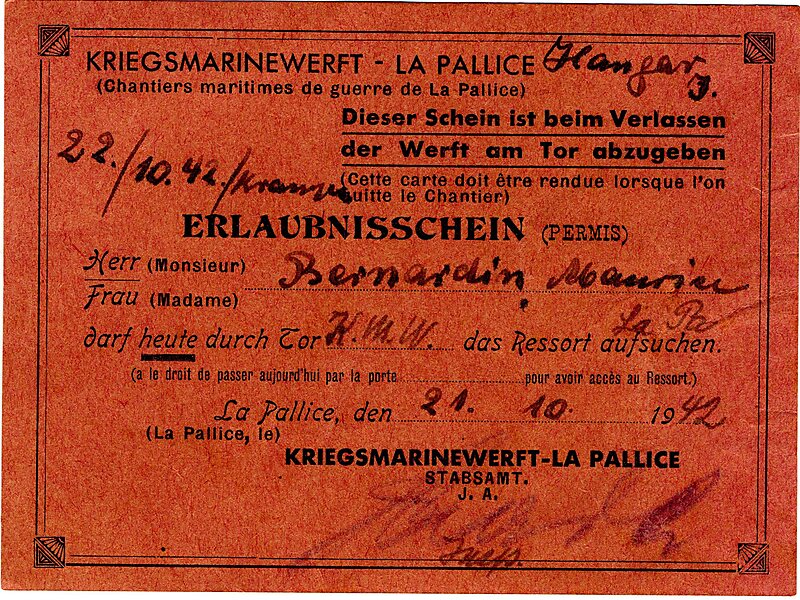 KRIEGSMARINEWERFT - LA PALLICE Hangar
(Chantiers maritimes de guerre de La Pallice) J.
Dieser Schein ist beim Verlassen
der Werft am Tor abzugeben
22./10.42./
(Cette carte doit être rendue lorsque l'on
quitte le Chantier)
ERLAUBNISSCHEIN (PERMIS)
Herr (Monsieur) Bernardin, Maurice
Frau (Madame)
La
darf heute durch Tor K.M.W. das Ressort aufsuchen.
(a le droit de passer aujourd'hui par la porte pour avoir accès au Ressort.)
La Pallice, den 21. 10. 1942
(La Pallice, le)
KRIEGSMARINEWERFT-LA PALLICE
STABSAMT.
J. A.